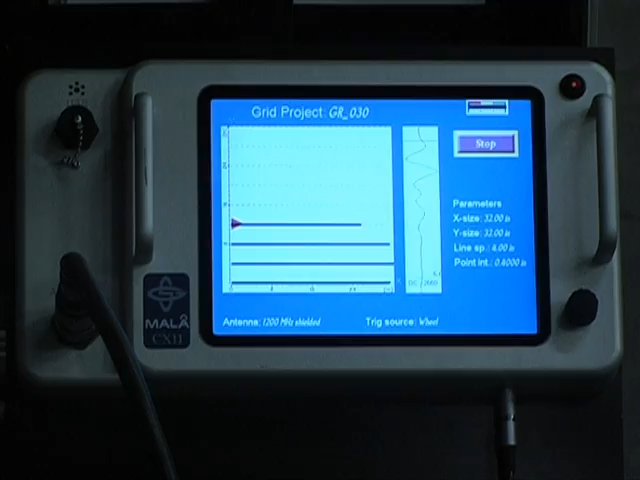 Grid Project: GR_030
Stop
Parameters
X-size: 32.00 in
Y-size: 32.00 in
Line sp.: 4.00 in
Point int.: 0.4000 in
Antenna: 1200 MHz shielded
Trig source: Wheel
MALÅ
CXII